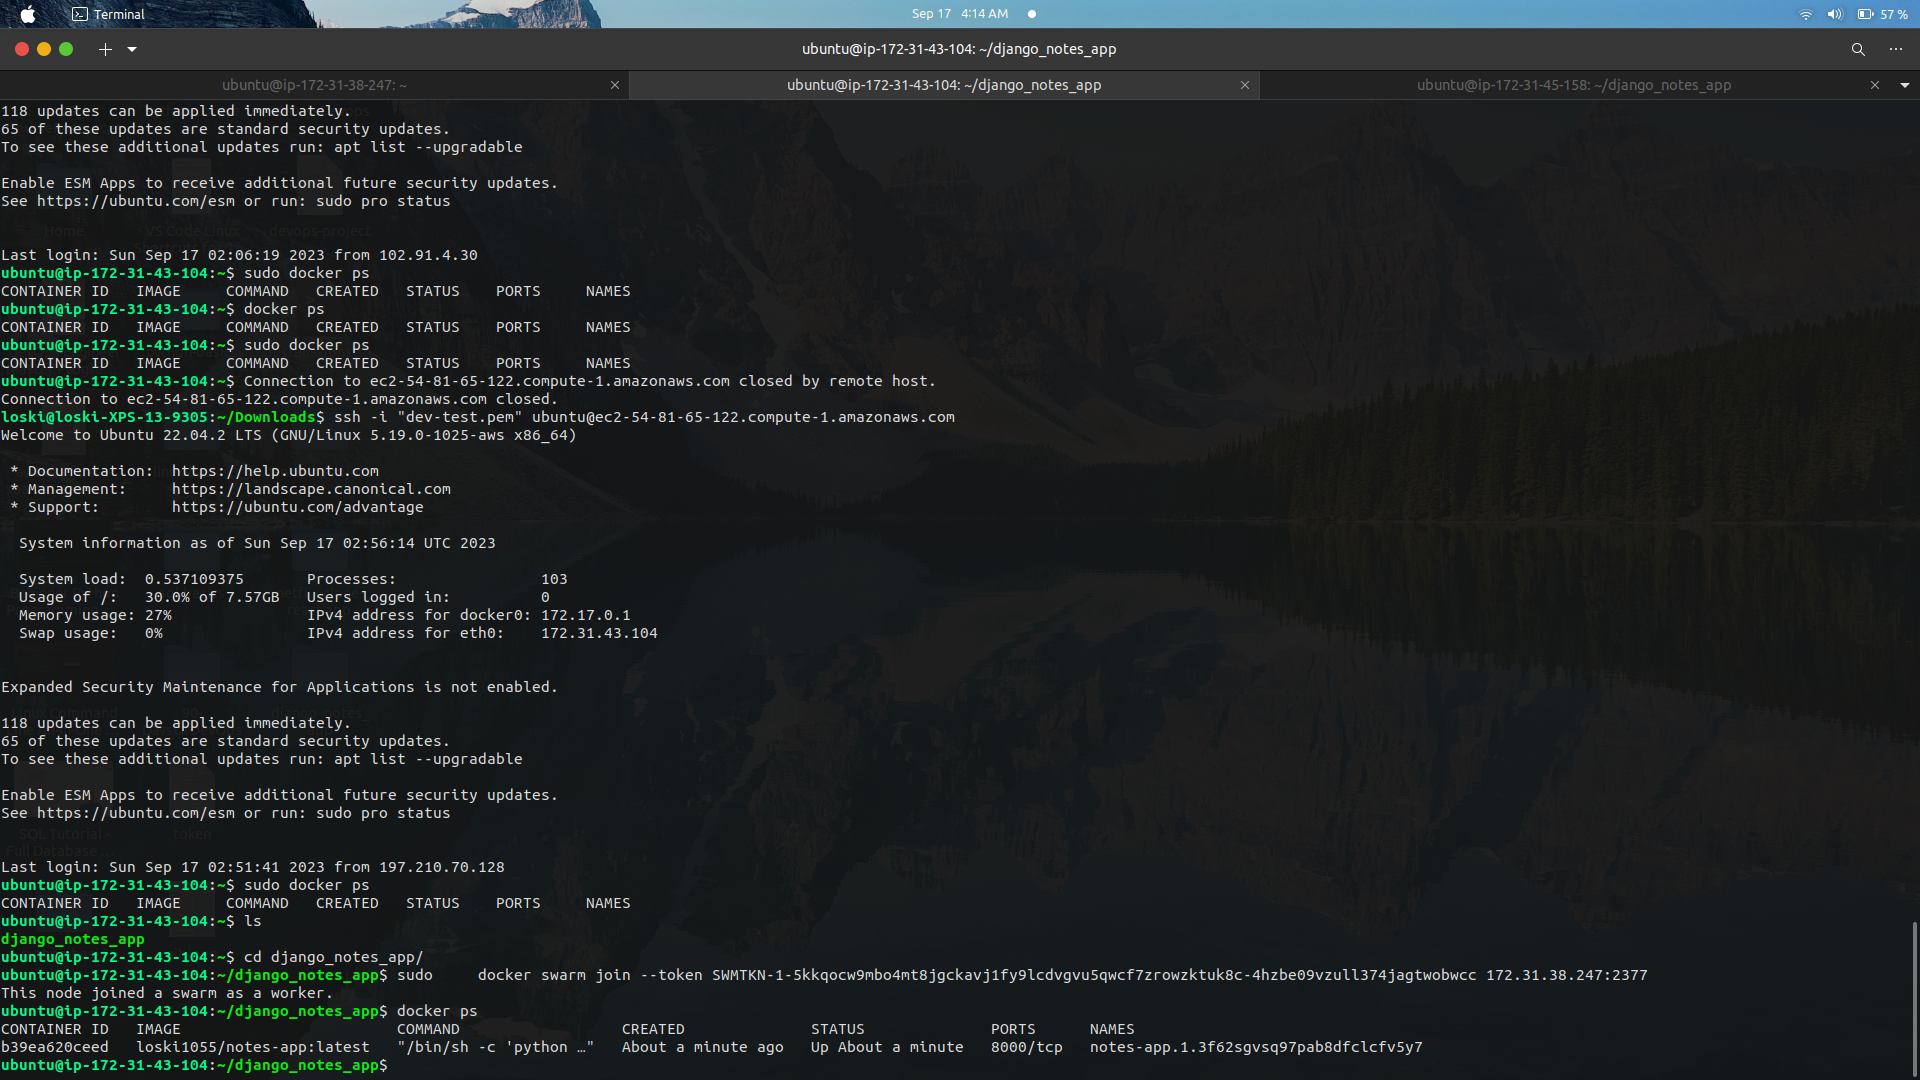 Terminal
Sep 17 4:14 AM
57 %
ubuntu@ip-172-31-43-104: ~/django_notes_app
ubuntu@ip-172-31-38-247: ~
ubuntu@ip-172-31-43-104: ~/django_notes_app
ubuntu@ip-172-31-45-158: ~/django_notes_app
118 updates can be applied immediately.
65 of these updates are standard security updates.
To see these additional updates run: apt list --upgradable
Enable ESM Apps to receive additional future security updates.
See https://ubuntu.com/esm or run: sudo pro status
Last login: Sun Sep 17 02:06:19 2023 from 102.91.4.30
ubuntu@ip-172-31-43-104:~$ sudo docker ps
CONTAINER ID   IMAGE     COMMAND   CREATED   STATUS    PORTS     NAMES
ubuntu@ip-172-31-43-104:~$ docker ps
CONTAINER ID   IMAGE     COMMAND   CREATED   STATUS    PORTS     NAMES
ubuntu@ip-172-31-43-104:~$ sudo docker ps
CONTAINER ID   IMAGE     COMMAND   CREATED   STATUS    PORTS     NAMES
ubuntu@ip-172-31-43-104:~$ Connection to ec2-54-81-65-122.compute-1.amazonaws.com closed by remote host.
Connection to ec2-54-81-65-122.compute-1.amazonaws.com closed.
loski@loski-XPS-13-9305:~/Downloads$ ssh -i "dev-test.pem" ubuntu@ec2-54-81-65-122.compute-1.amazonaws.com
Welcome to Ubuntu 22.04.2 LTS (GNU/Linux 5.19.0-1025-aws x86_64)
* Documentation:  https://help.ubuntu.com
* Management:     https://landscape.canonical.com
* Support:        https://ubuntu.com/advantage
System information as of Sun Sep 17 02:56:14 UTC 2023
System load:  0.537109375       Processes:                103
Usage of /:   30.0% of 7.57GB   Users logged in:          0
Memory usage: 27%               IPv4 address for docker0: 172.17.0.1
Swap usage:   0%                IPv4 address for eth0:    172.31.43.104
Expanded Security Maintenance for Applications is not enabled.
118 updates can be applied immediately.
65 of these updates are standard security updates.
To see these additional updates run: apt list --upgradable
Enable ESM Apps to receive additional future security updates.
See https://ubuntu.com/esm or run: sudo pro status
Last login: Sun Sep 17 02:51:41 2023 from 197.210.70.128
ubuntu@ip-172-31-43-104:~$ sudo docker ps
CONTAINER ID   IMAGE     COMMAND   CREATED   STATUS    PORTS     NAMES
ubuntu@ip-172-31-43-104:~$ ls
django_notes_app
ubuntu@ip-172-31-43-104:~$ cd django_notes_app/
ubuntu@ip-172-31-43-104:~/django_notes_app$ sudo     docker swarm join --token SWMTKN-1-5kkqocw9mbo4mt8jgckavj1fy9lcdvgvu5qwcf7zrowzktuk8c-4hzbe09vzull374jagtwobwcc 172.31.38.247:2377
This node joined a swarm as a worker.
ubuntu@ip-172-31-43-104:~/django_notes_app$ docker ps
CONTAINER ID   IMAGE                        COMMAND                  CREATED              STATUS              PORTS      NAMES
b39ea620ceed   loski1055/notes-app:latest   "/bin/sh -c 'python …"   About a minute ago   Up About a minute   8000/tcp   notes-app.1.3f62sgvsq97pab8dfclcfv5y7
ubuntu@ip-172-31-43-104:~/django_notes_app$